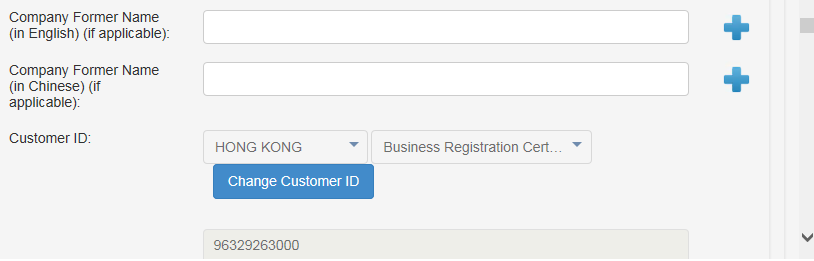 Company Former Name
(in English) (if applicable):
Company Former Name
(in Chinese) (if
applicable):
Customer ID:
HONG KONG
Business Registration Cert...
Change Customer ID
96329263000